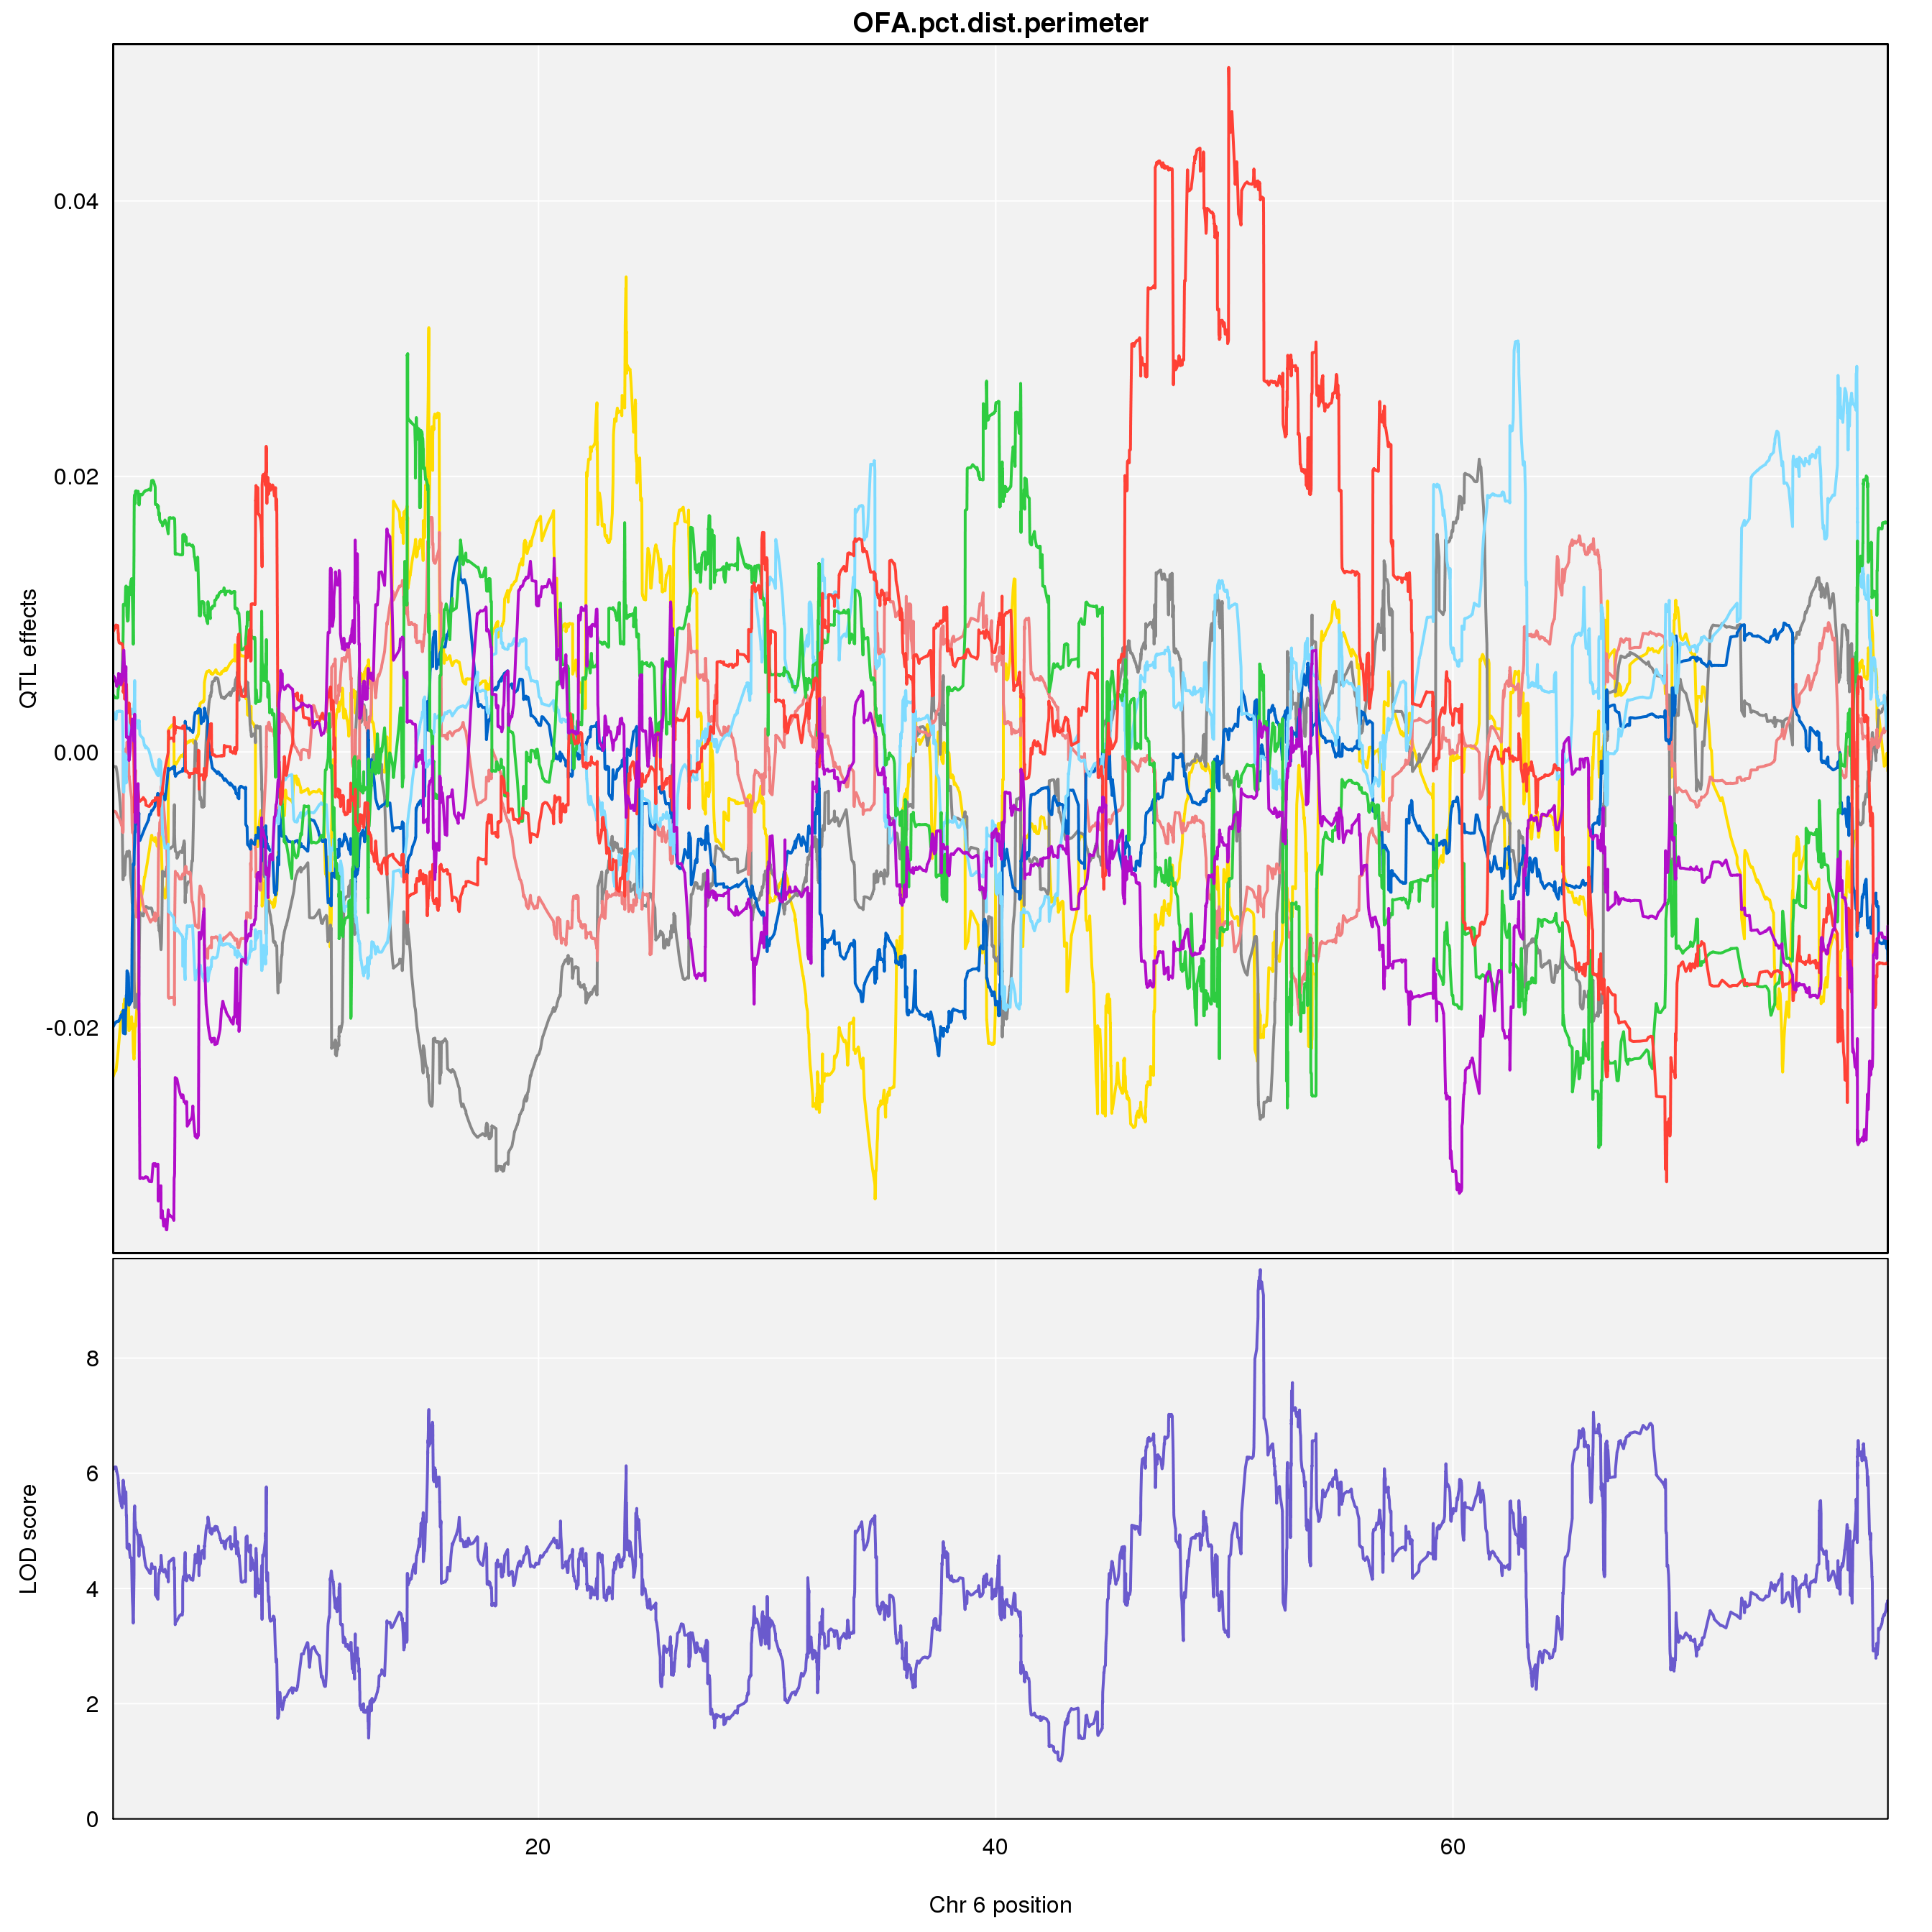 OFA.pct.dist.perimeter
QTL effects
0.04
0.02
0.00
-0.02
LOD score
8
6
4
2
0
20 40 60
Chr 6 position